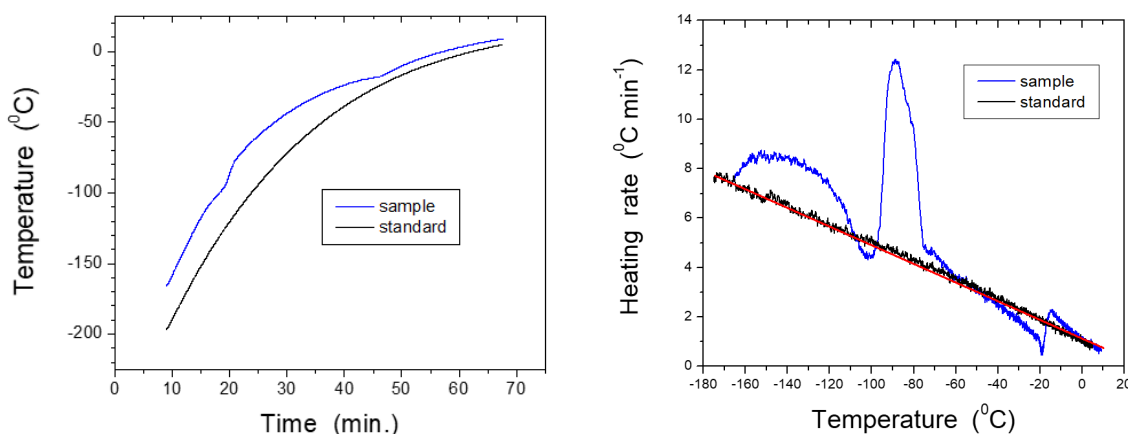 0
-50
-100
-150
-200
0 10 20 30 40 50 60 70
Temperature (⁰C)
Time (min.)
sample
standard
14
12
10
8
6
4
2
0
-180 -160 -140 -120 -100 -80 -60 -40 -20 0 20
Heating rate (⁰C min⁻¹)
Temperature (⁰C)
sample
standard